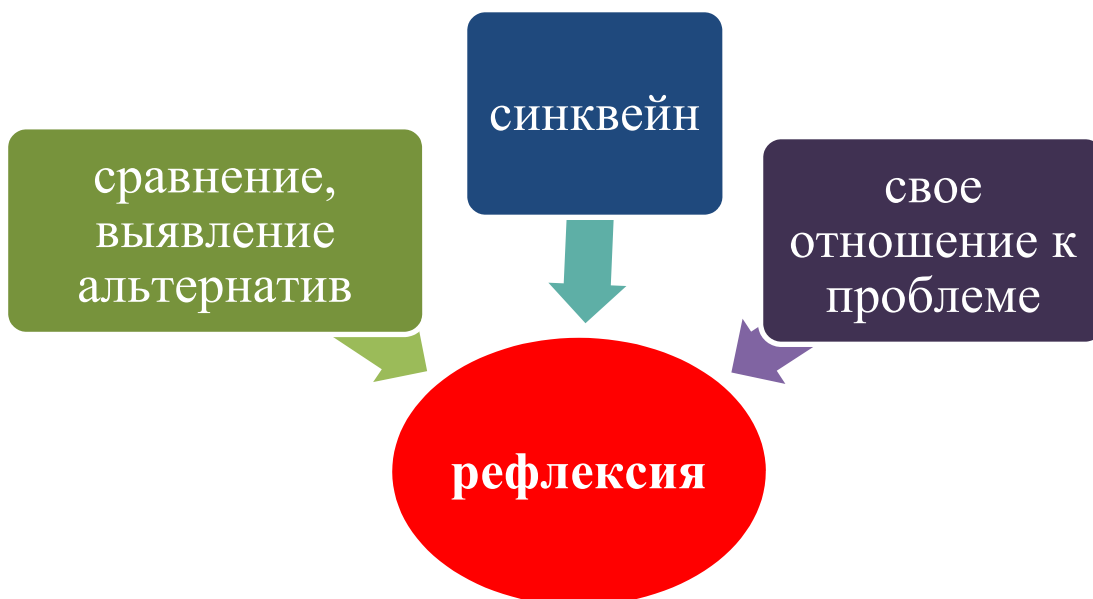 синквейн
сравнение,
выявление
альтернатив
свое
отношение к
проблеме
рефлексия